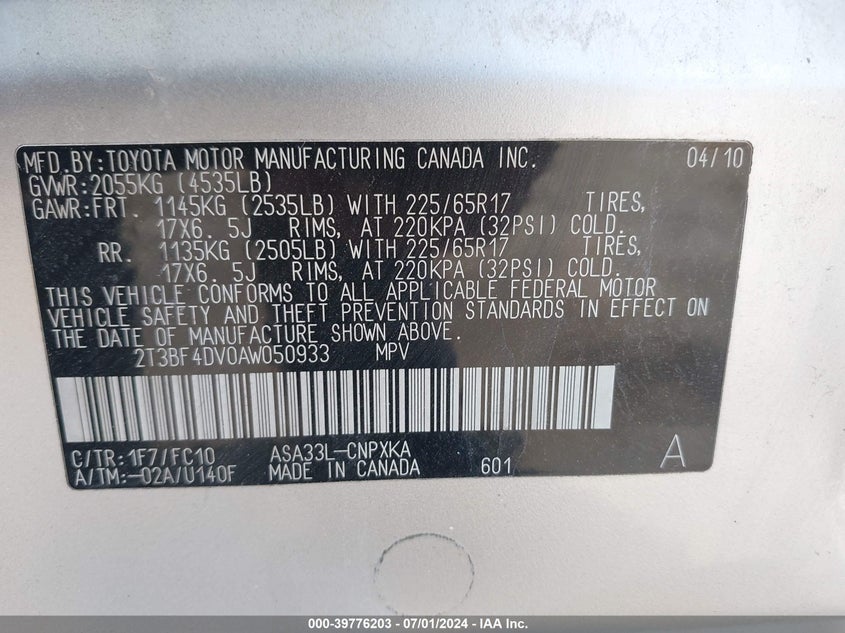 MFD.BY:TOYOTA MOTOR MANUFACTURING CANADA INC. 04/10
GVWR:2055KG (4535LB)
GAWR:FRT. 1145KG (2535LB) WITH 225/65R17 TIRES,
17X6. 5J RIMS, AT 220KPA (32PSI) COLD.
RR. 1135KG (2505LB) WITH 225/65R17 TIRES,
17X6. 5J RIMS, AT 220KPA (32PSI) COLD.
THIS VEHICLE CONFORMS TO ALL APPLICABLE FEDERAL MOTOR
VEHICLE SAFETY AND THEFT PREVENTION STANDARDS IN EFFECT ON
THE DATE OF MANUFACTURE SHOWN ABOVE.
2T3BF4DV0AW050933 MPV
C/TR:1F7/FC10 ASA33L-CNPXKA
A/TM:-02A/U140F MADE IN CANADA 601 A
000-39776203 - 07/01/2024 - IAA Inc.